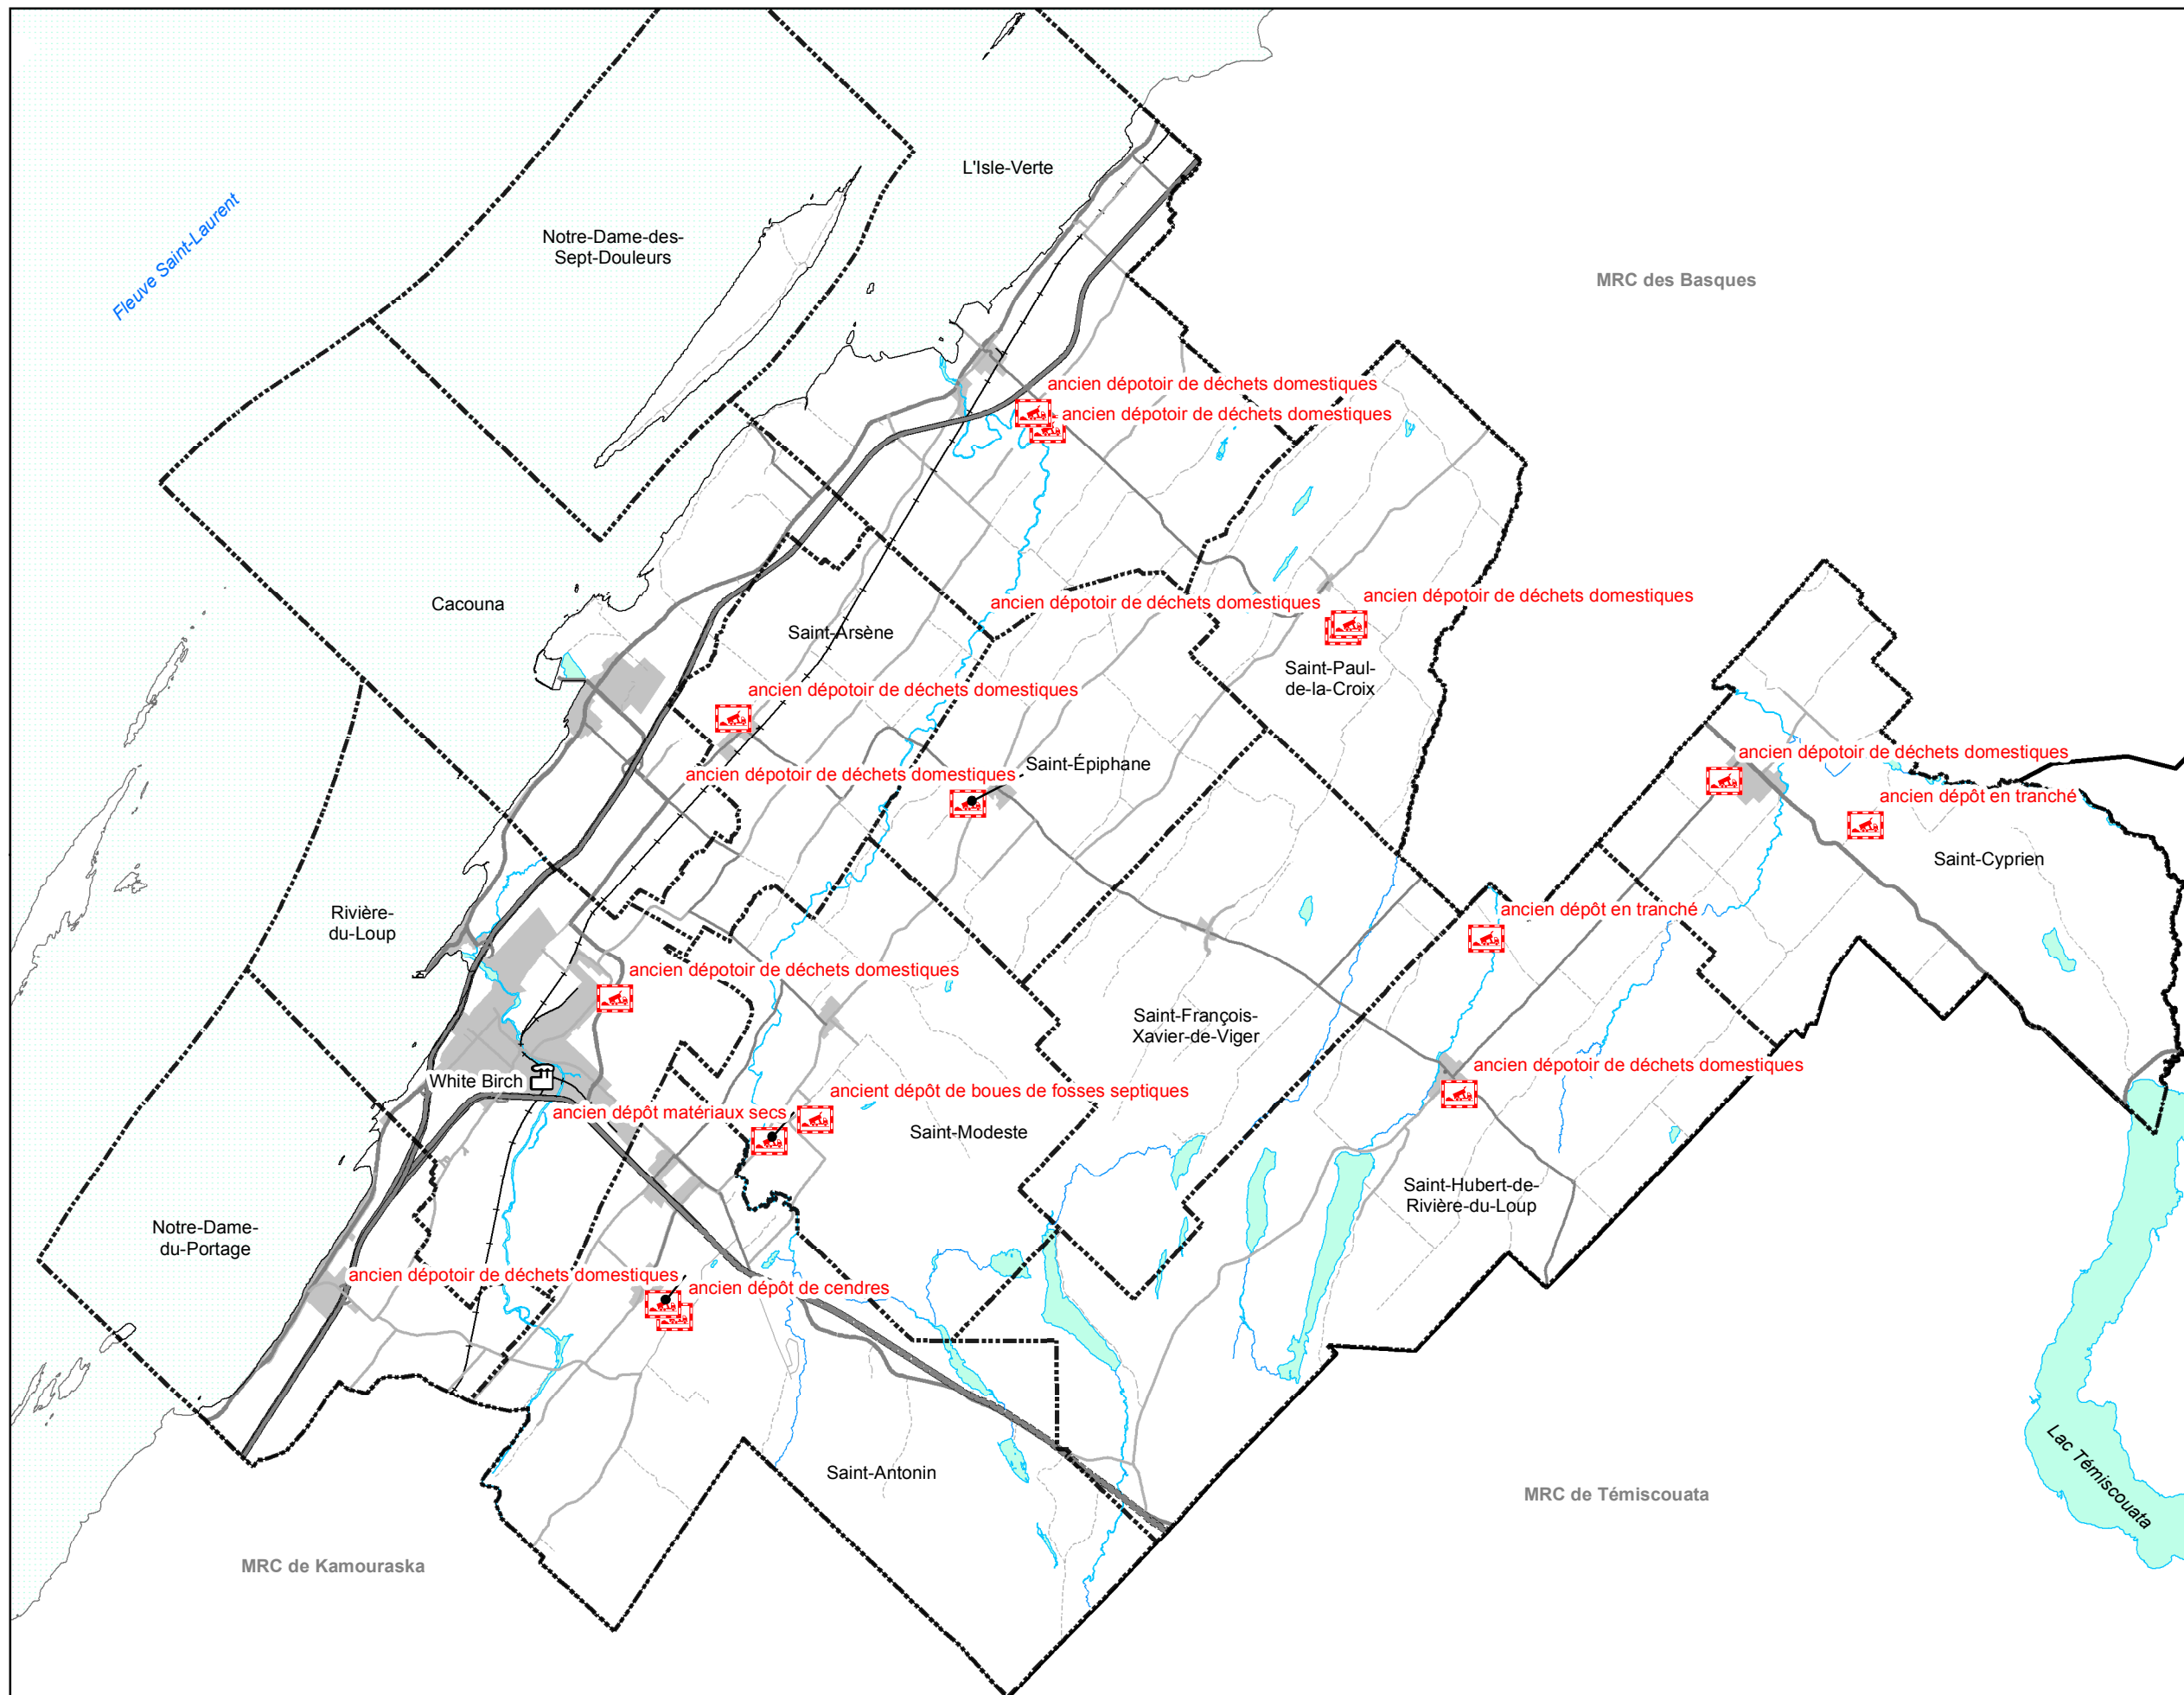 L'Isle-Verte
Fleuve Saint-Laurent
Notre-Dame-des-
Sept-Douleurs
MRC des Basques
ancien dépotoir de déchets domestiques
ancien dépotoir de déchets domestiques
Cacouna
ancien dépotoir de déchets domestiques
ancien dépotoir de déchets domestiques
Saint-Arsène
Saint-Paul-
de-la-Croix
ancien dépotoir de déchets domestiques
ancien dépotoir de déchets domestiques
Saint-Épiphane
ancien dépotoir de déchets domestiques
ancien dépôt en tranché
Saint-Cyprien
Rivière-
du-Loup
ancien dépôt en tranché
ancien dépotoir de déchets domestiques
Saint-François-
Xavier-de-Viger
White Birch
ancien dépotoir de déchets domestiques
ancient dépôt de boues de fosses septiques
ancien dépôt matériaux secs
Saint-Modeste
Saint-Hubert-de-
Rivière-du-Loup
Notre-Dame-
du-Portage
ancien dépotoir de déchets domestiques
ancien dépôt de cendres
Saint-Antonin
Lac Témiscouata
MRC de Témiscouata
MRC de Kamouraska